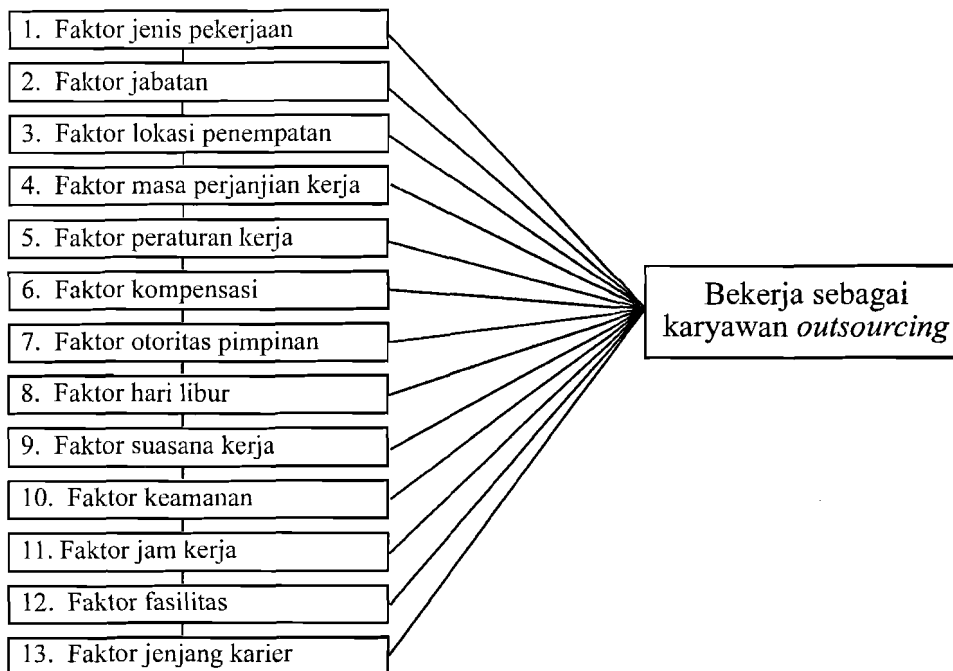 1. Faktor jenis pekerjaan
2. Faktor jabatan
3. Faktor lokasi penempatan
4. Faktor masa perjanjian kerja
5. Faktor peraturan kerja
6. Faktor kompensasi
7. Faktor otoritas pimpinan
8. Faktor hari libur
9. Faktor suasana kerja
10. Faktor keamanan
11. Faktor jam kerja
12. Faktor fasilitas
13. Faktor jenjang karier
Bekerja sebagai
karyawan outsourcing